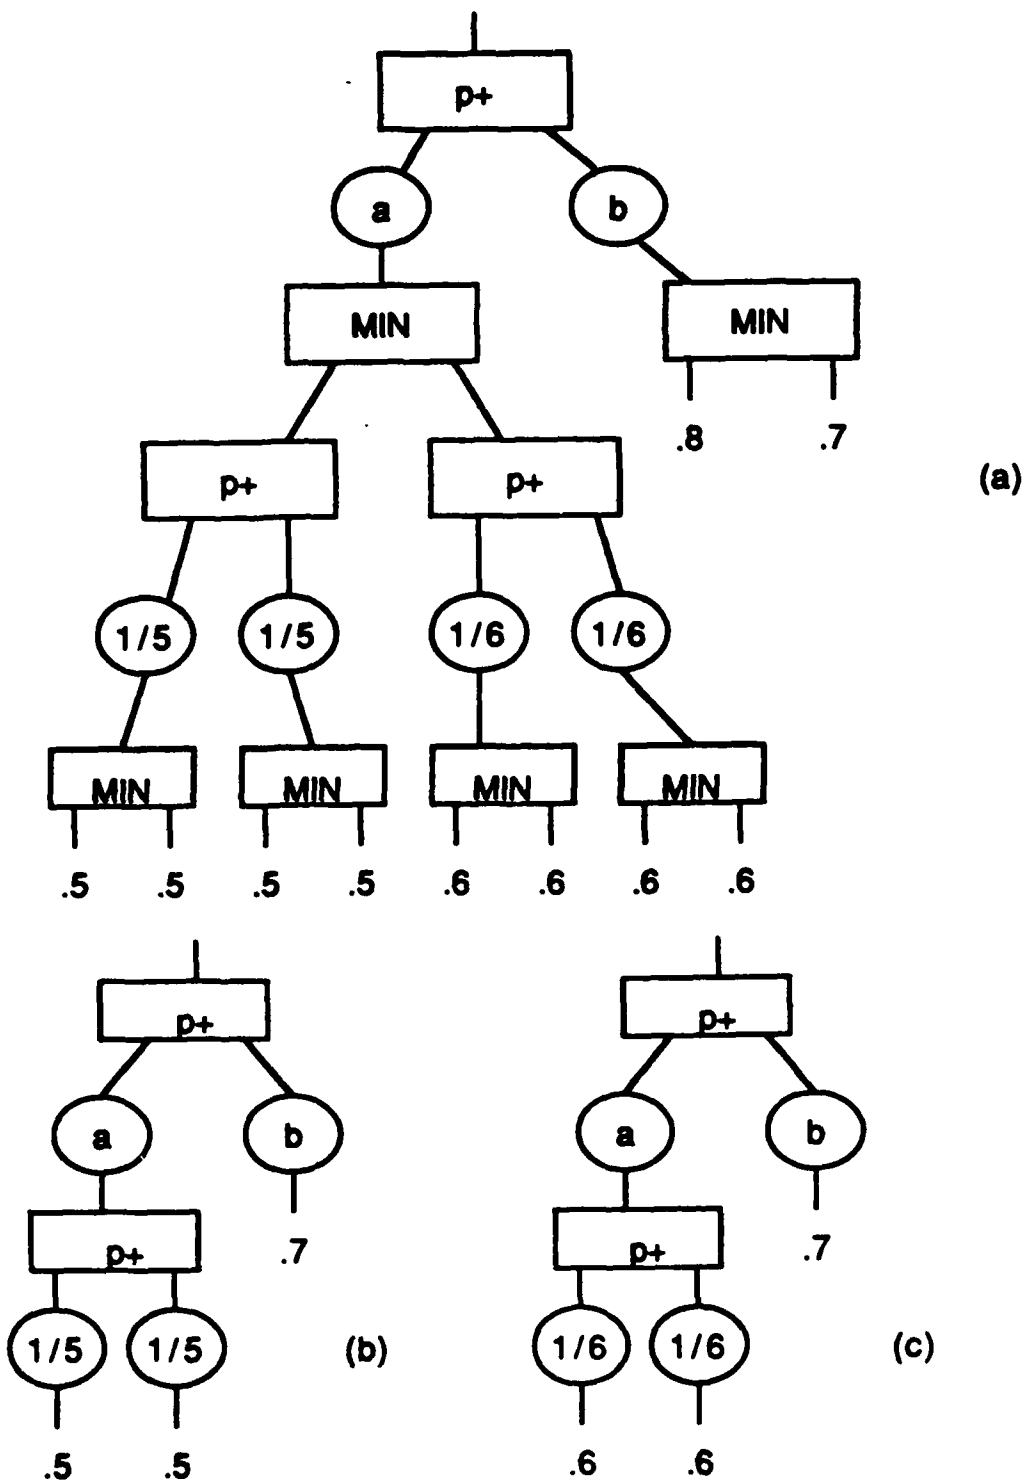 p+
a b
MIN MIN
.8 .7
p+ p+ (a)
1/5 1/5 1/6 1/6
MIN MIN MIN MIN
.5 .5 .5 .5 .6 .6 .6 .6
p+ p+
a b a b
p+ .7 p+ .7
1/5 1/5 (b) 1/6 1/6 (c)
.5 .5 .6 .6